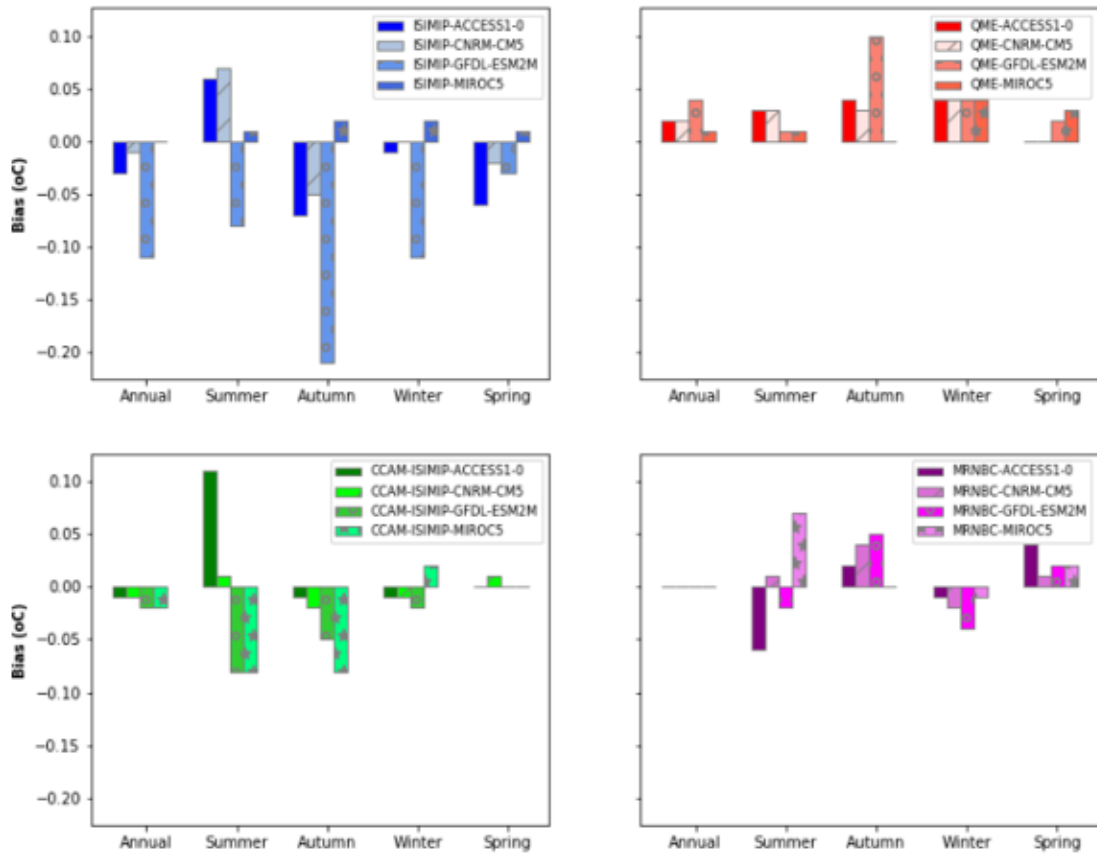 ISIMIP-ACCESS1-0
ISIMIP-CNRM-CM5
ISIMIP-GFDL-ESM2M
ISIMIP-MIROC5
Bias (oC)
0.10
0.05
0.00
−0.05
−0.10
−0.15
−0.20
Annual Summer Autumn Winter Spring
QME-ACCESS1-0
QME-CNRM-CM5
QME-GFDL-ESM2M
QME-MIROC5
Annual Summer Autumn Winter Spring
CCAM-ISIMIP-ACCESS1-0
CCAM-ISIMIP-CNRM-CM5
CCAM-ISIMIP-GFDL-ESM2M
CCAM-ISIMIP-MIROC5
Bias (oC)
0.10
0.05
0.00
−0.05
−0.10
−0.15
−0.20
Annual Summer Autumn Winter Spring
MRNBC-ACCESS1-0
MRNBC-CNRM-CM5
MRNBC-GFDL-ESM2M
MRNBC-MIROC5
Annual Summer Autumn Winter Spring